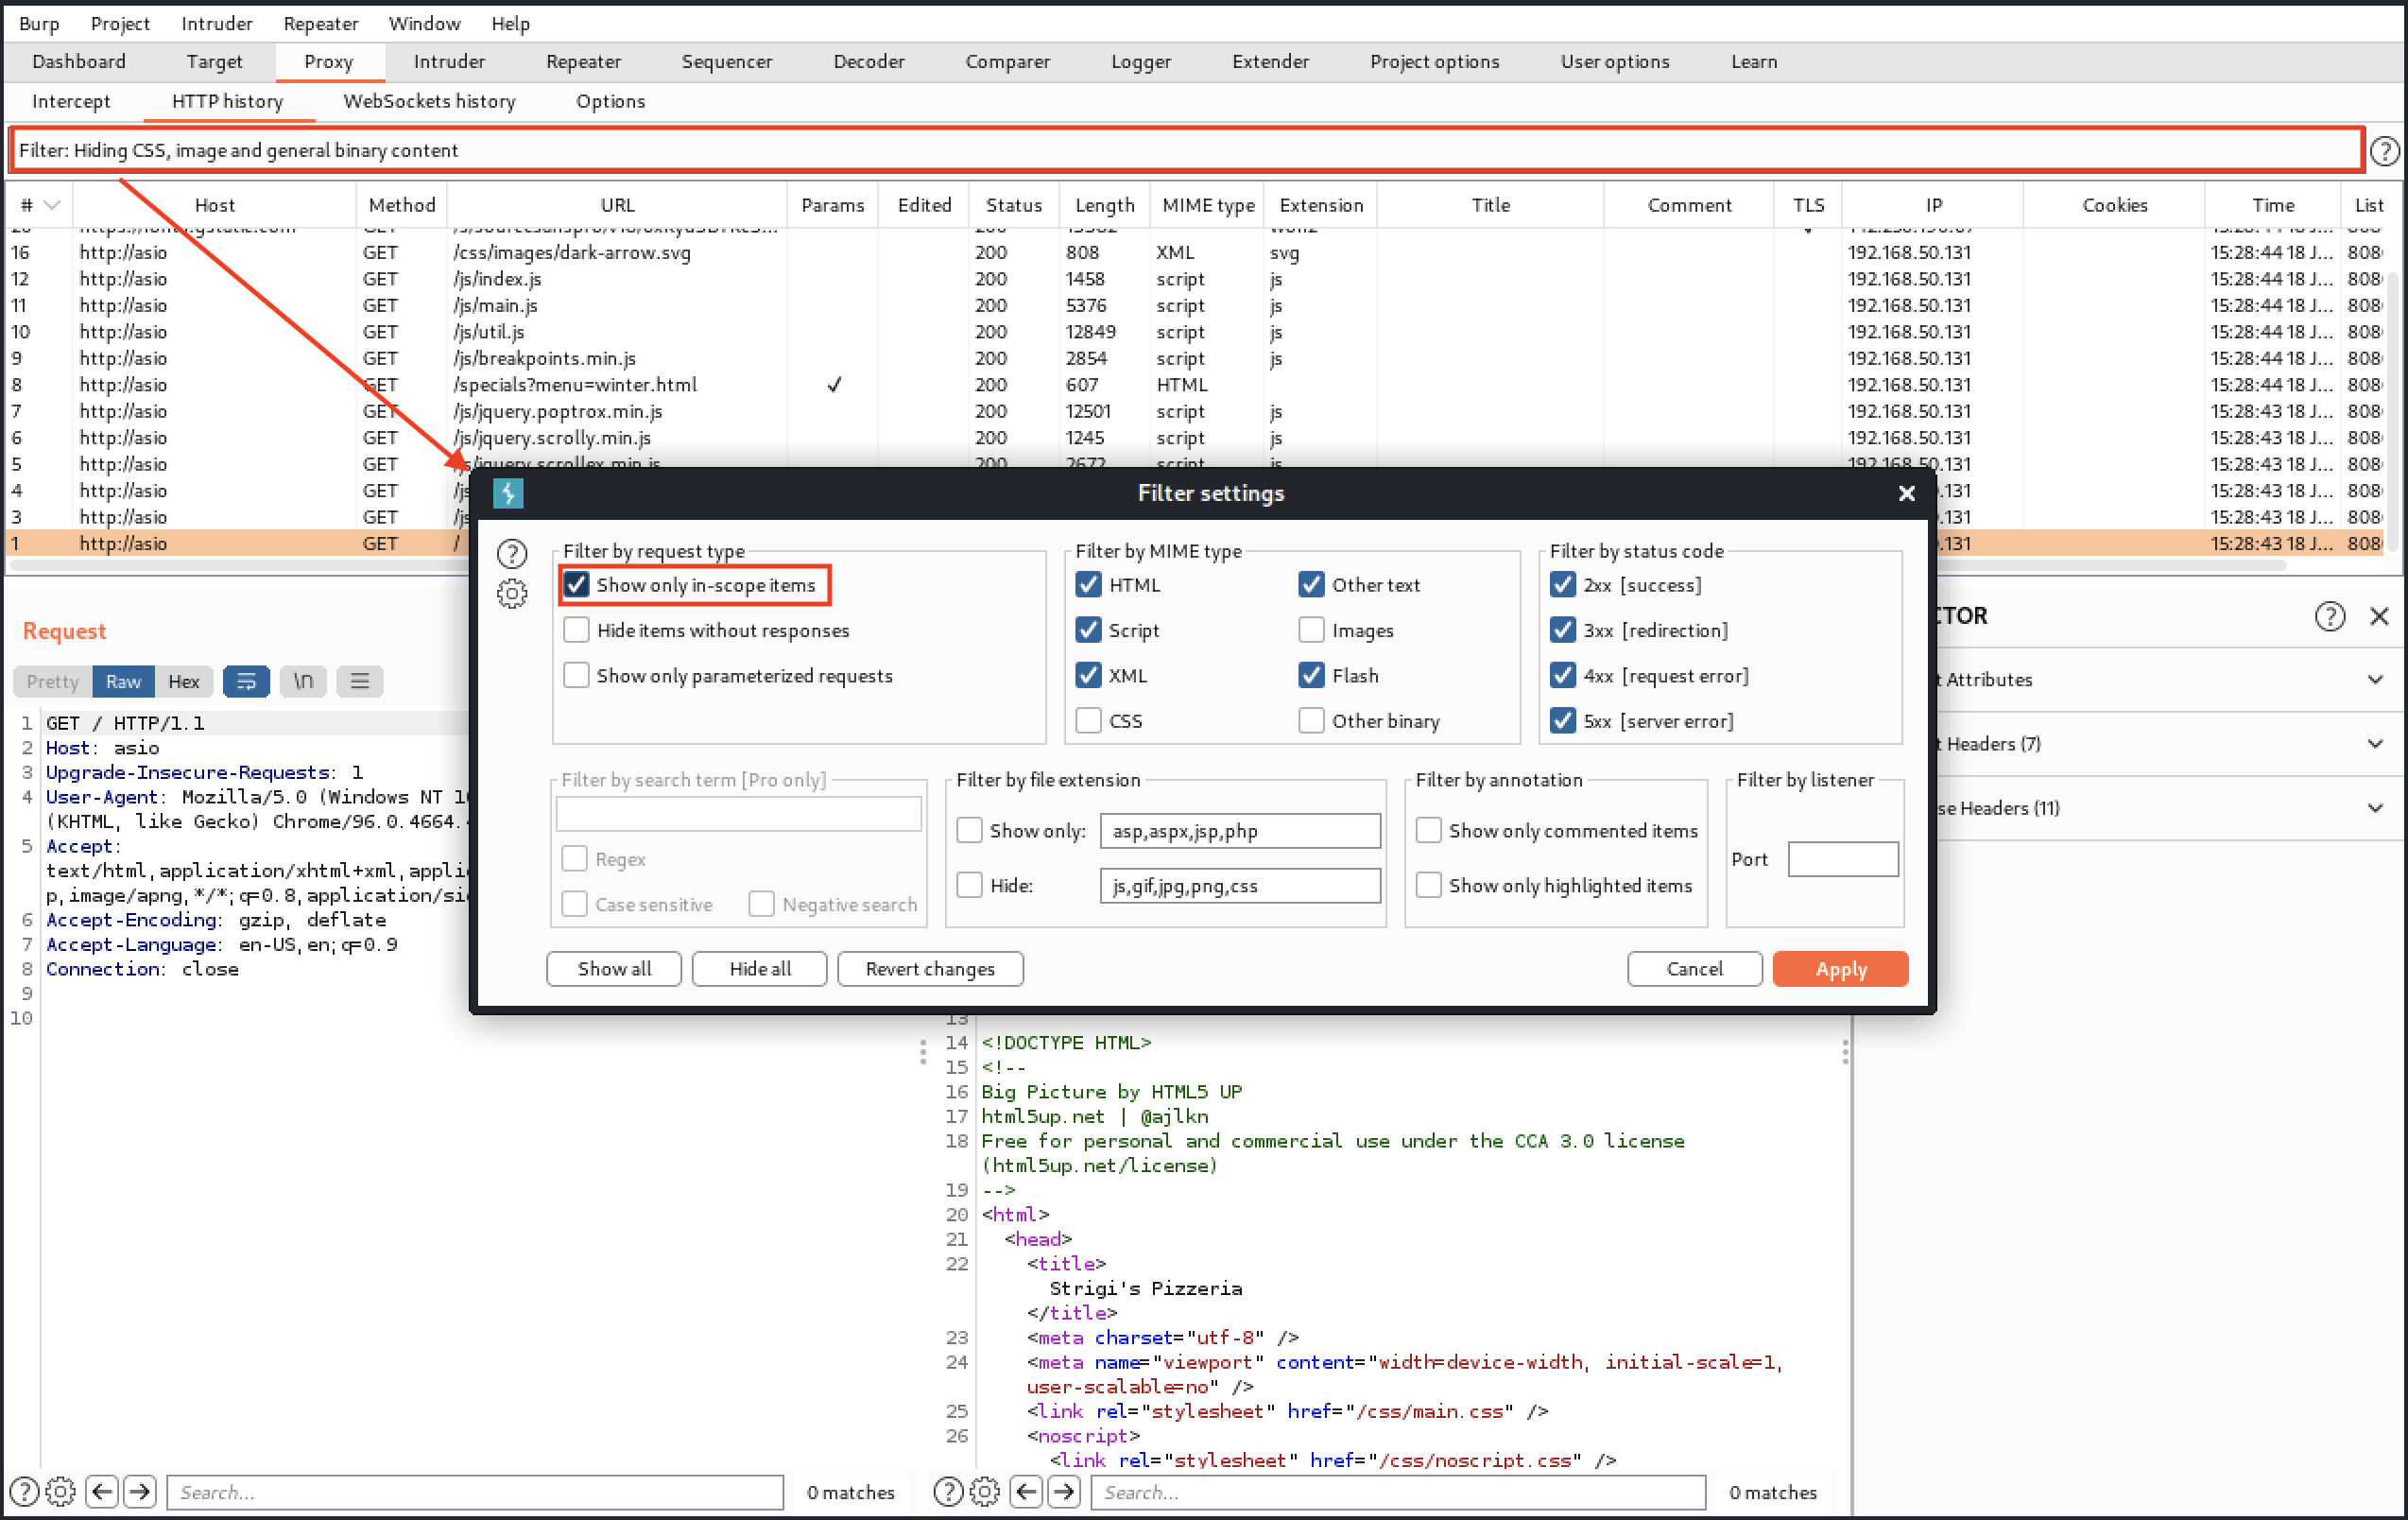 Burp Project Intruder Repeater Window Help
Dashboard Target Proxy Intruder Repeater Sequencer Decoder Comparer Logger Extender Project options User options Learn
Intercept HTTP history WebSockets history Options
Filter: Hiding CSS, image and general binary content
# Host Method URL Params Edited Status Length MIME type Extension Title Comment TLS IP Cookies Time List
16 http://asio GET /css/images/dark-arrow.svg 200 808 XML svg 192.168.50.131 15:28:44 18 J... 808
12 http://asio GET /js/index.js 200 1458 script js 192.168.50.131 15:28:44 18 J... 808
11 http://asio GET /js/main.js 200 5376 script js 192.168.50.131 15:28:44 18 J... 808
10 http://asio GET /js/util.js 200 12849 script js 192.168.50.131 15:28:44 18 J... 808
9 http://asio GET /js/breakpoints.min.js 200 2854 script js 192.168.50.131 15:28:44 18 J... 808
8 http://asio GET /specials?menu=winter.html ✓ 200 607 HTML 192.168.50.131 15:28:44 18 J... 808
7 http://asio GET /js/jquery.poptrox.min.js 200 12501 script js 192.168.50.131 15:28:43 18 J... 808
6 http://asio GET /js/jquery.scrolly.min.js 200 1245 script js 192.168.50.131 15:28:43 18 J... 808
5 http://asio GET /js/jquery.scrollex.min.js 200 2672 script js 192.168.50.131 15:28:43 18 J... 808
4 http://asio GET /js .131 15:28:43 18 J... 808
3 http://asio GET /js .131 15:28:43 18 J... 808
1 http://asio GET / .131 15:28:43 18 J... 808
Filter settings
Filter by request type
Show only in-scope items
Hide items without responses
Show only parameterized requests
Filter by MIME type
HTML Other text
Script Images
XML Flash
CSS Other binary
Filter by status code
2xx [success]
3xx [redirection]
4xx [request error]
5xx [server error]
Filter by search term [Pro only]
Regex
Case sensitive Negative search
Filter by file extension
Show only: asp,aspx,jsp,php
Hide: js,gif,jpg,png,css
Filter by annotation
Show only commented items
Show only highlighted items
Filter by listener
Port
Show all Hide all Revert changes Cancel Apply
Request
Pretty Raw Hex \n
1 GET / HTTP/1.1
2 Host: asio
3 Upgrade-Insecure-Requests: 1
4 User-Agent: Mozilla/5.0 (Windows NT 1
(KHTML, like Gecko) Chrome/96.0.4664.
5 Accept:
text/html,application/xhtml+xml,appli
p,image/apng,*/*;q=0.8,application/si
6 Accept-Encoding: gzip, deflate
7 Accept-Language: en-US,en;q=0.9
8 Connection: close
9
10
13
14 <!DOCTYPE HTML>
15 <!--
16 Big Picture by HTML5 UP
17 html5up.net | @ajlkn
18 Free for personal and commercial use under the CCA 3.0 license
(html5up.net/license)
19 -->
20 <html>
21 <head>
22 <title>
Strigi's Pizzeria
</title>
23 <meta charset="utf-8" />
24 <meta name="viewport" content="width=device-width, initial-scale=1,
user-scalable=no" />
25 <link rel="stylesheet" href="/css/main.css" />
26 <noscript>
<link rel="stylesheet" href="/css/noscript.css" />
CTOR
t Attributes
t Headers (7)
se Headers (11)
Search... 0 matches
Search... 0 matches